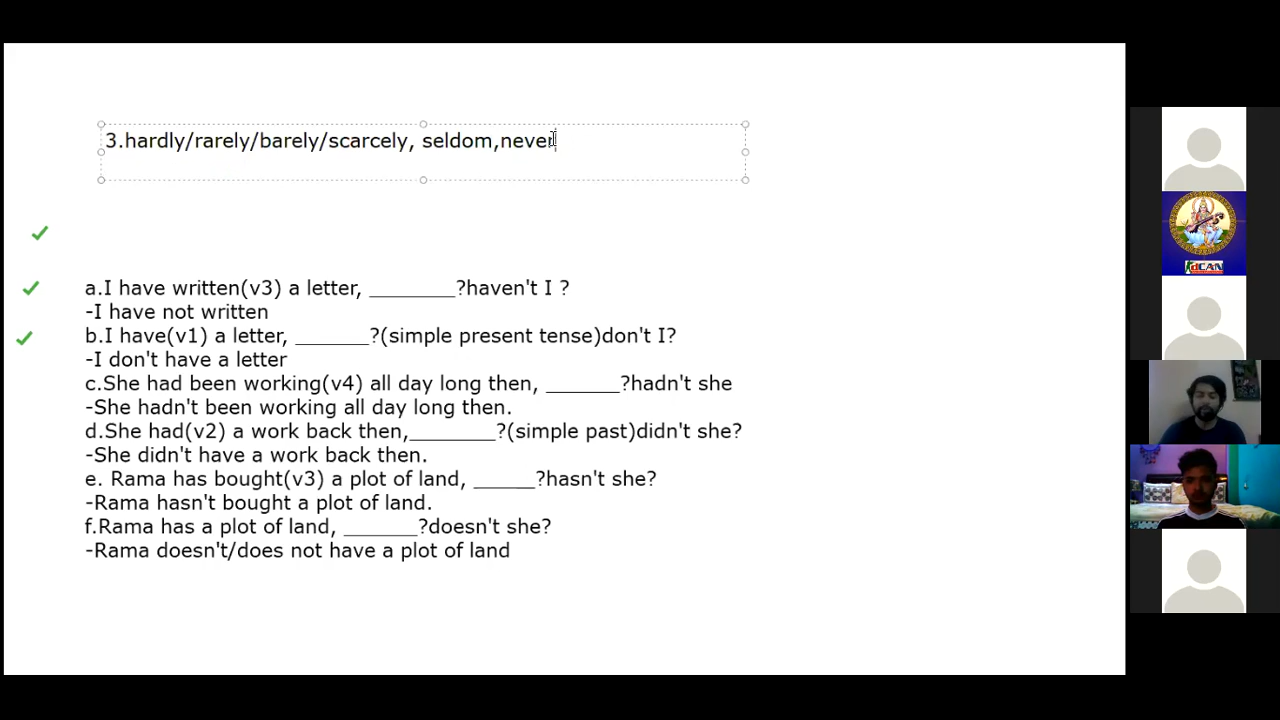 3.hardly/rarely/barely/scarcely, seldom,never
a.I have written(v3) a letter, ________?haven't I ?
-I have not written
b.I have(v1) a letter, _______?(simple present tense)don't I?
-I don't have a letter
c.She had been working(v4) all day long then, _______?hadn't she
-She hadn't been working all day long then.
d.She had(v2) a work back then,________?(simple past)didn't she?
-She didn't have a work back then.
e. Rama has bought(v3) a plot of land, ______?hasn't she?
-Rama hasn't bought a plot of land.
f.Rama has a plot of land, _______?doesn't she?
-Rama doesn't/does not have a plot of land